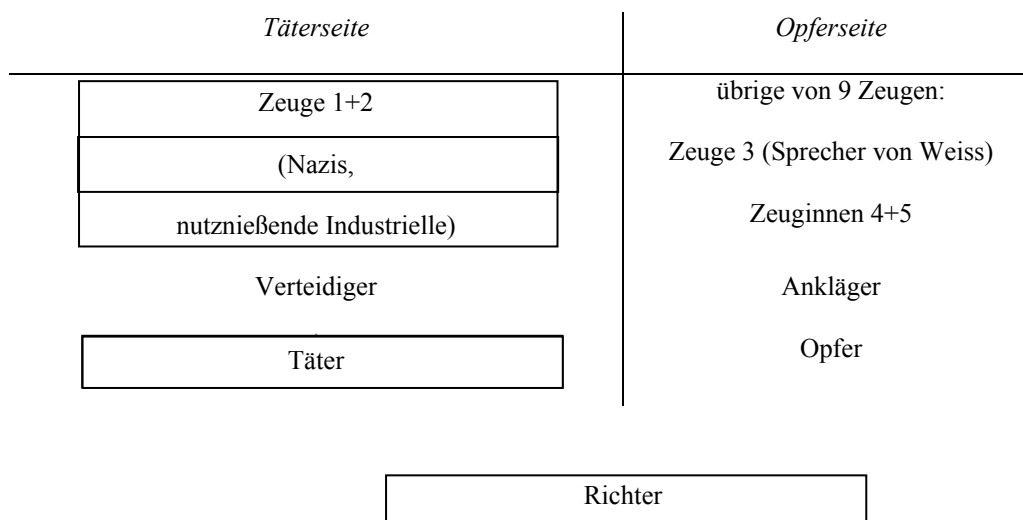 Täterseite
Opferseite
Zeuge 1+2
(Nazis,
nutznießende Industrielle)
Verteidiger
Täter
übrige von 9 Zeugen:
Zeuge 3 (Sprecher von Weiss)
Zeuginnen 4+5
Ankläger
Opfer
Richter